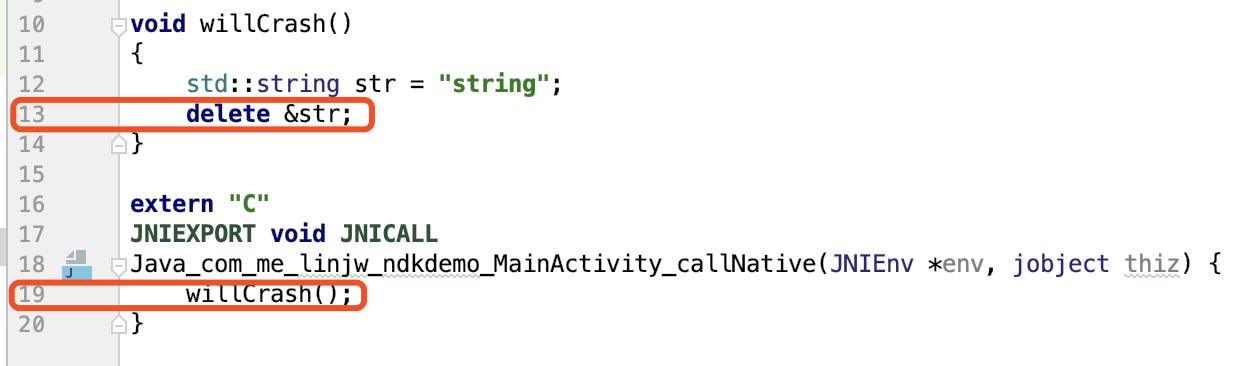 10 void willCrash()
11 {
12 std::string str = "string";
13 delete &str;
14 }
15
16 extern "C"
17 JNIEXPORT void JNICALL
18 J Java_com_me_linjw_ndkdemo_MainActivity_callNative(JNIEnv *env, jobject thiz) {
19 willCrash();
20 }